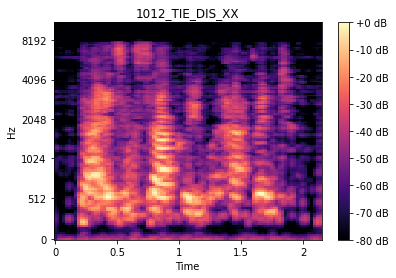 1012_TIE_DIS_XX
+0 dB
8192
-10 dB
4096
-20 dB
-30 dB
2048
Hz
-40 dB
1024
-50 dB
512
-60 dB
-70 dB
0
-80 dB
0 0.5 1 1.5 2
Time